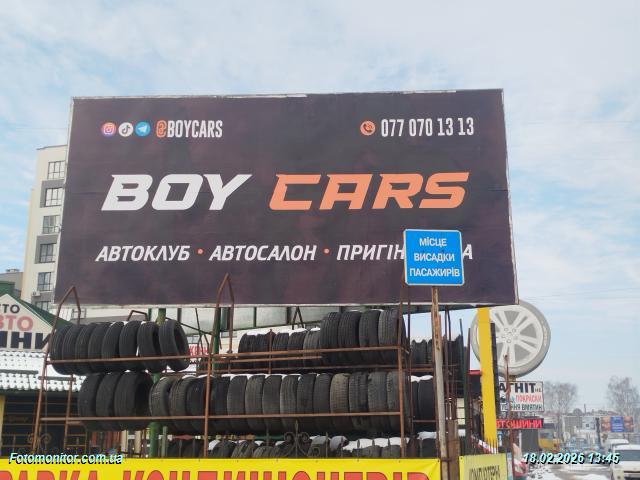 @BOYCARS
077 070 13 13
BOY CARS
АВТОКЛУБ • АВТОСАЛОН •
МІСЦЕ
ВИСАДКИ
ПАСАЖИРІВ
КОНДИЦІОНЕРІВ
Fotomonitor.com.ua
18.02.2026 13:45